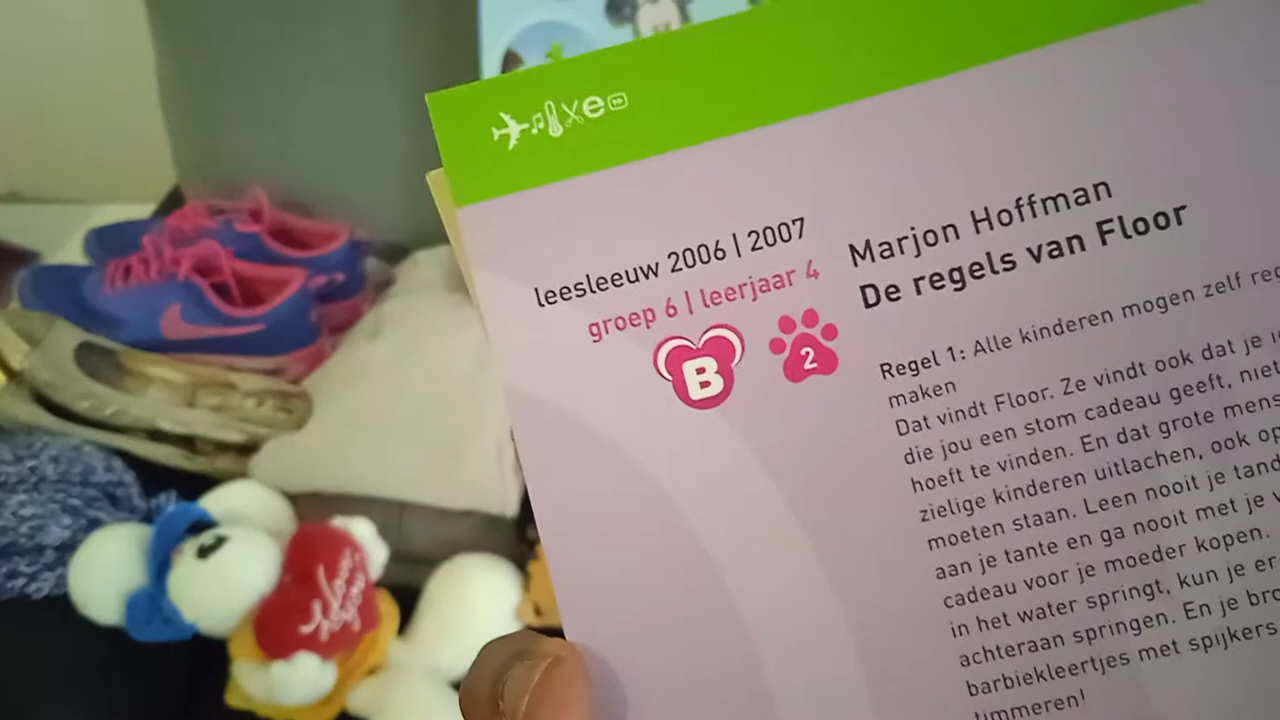 leesleeuw 2006 | 2007
groep 6 | leerjaar 4
B
2
Marjon Hoffman
De regels van Floor
Regel 1: Alle kinderen mogen zelf
maken
Dat vindt Floor. Ze vindt ook dat je
die jou een stom cadeau geeft, niet
hoeft te vinden. En dat grote
zielige kinderen uitlachen, ook
moeten staan. Leen nooit je
aan je tante en ga nooit met je
cadeau voor je moeder kopen.
in het water springt, kun je er
achteraan springen. En je
barbiekleertjes met spijkers
timmeren!
I love you